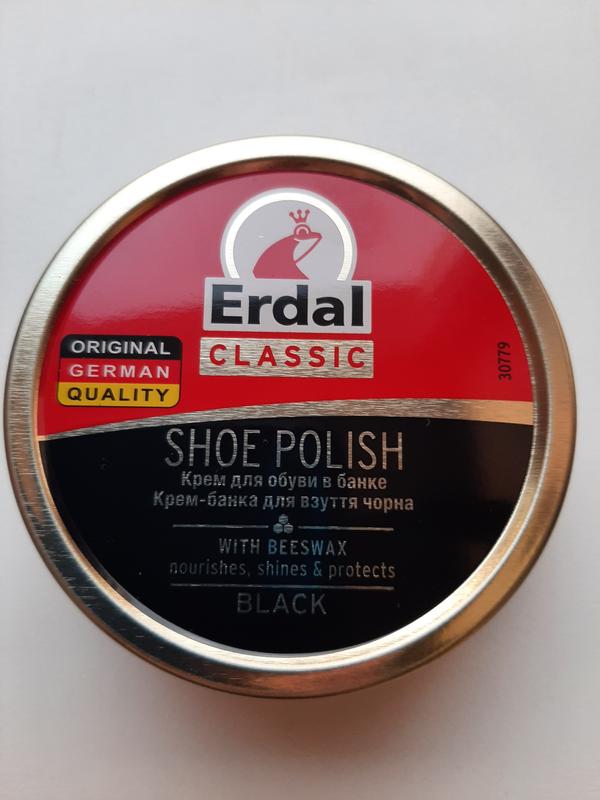 Erdal
CLASSIC
ORIGINAL
GERMAN
QUALITY
30779
SHOE POLISH
Крем для обуви в банке
Крем-банка для взуття чорна
WITH BEESWAX
nourishes, shines & protects
BLACK